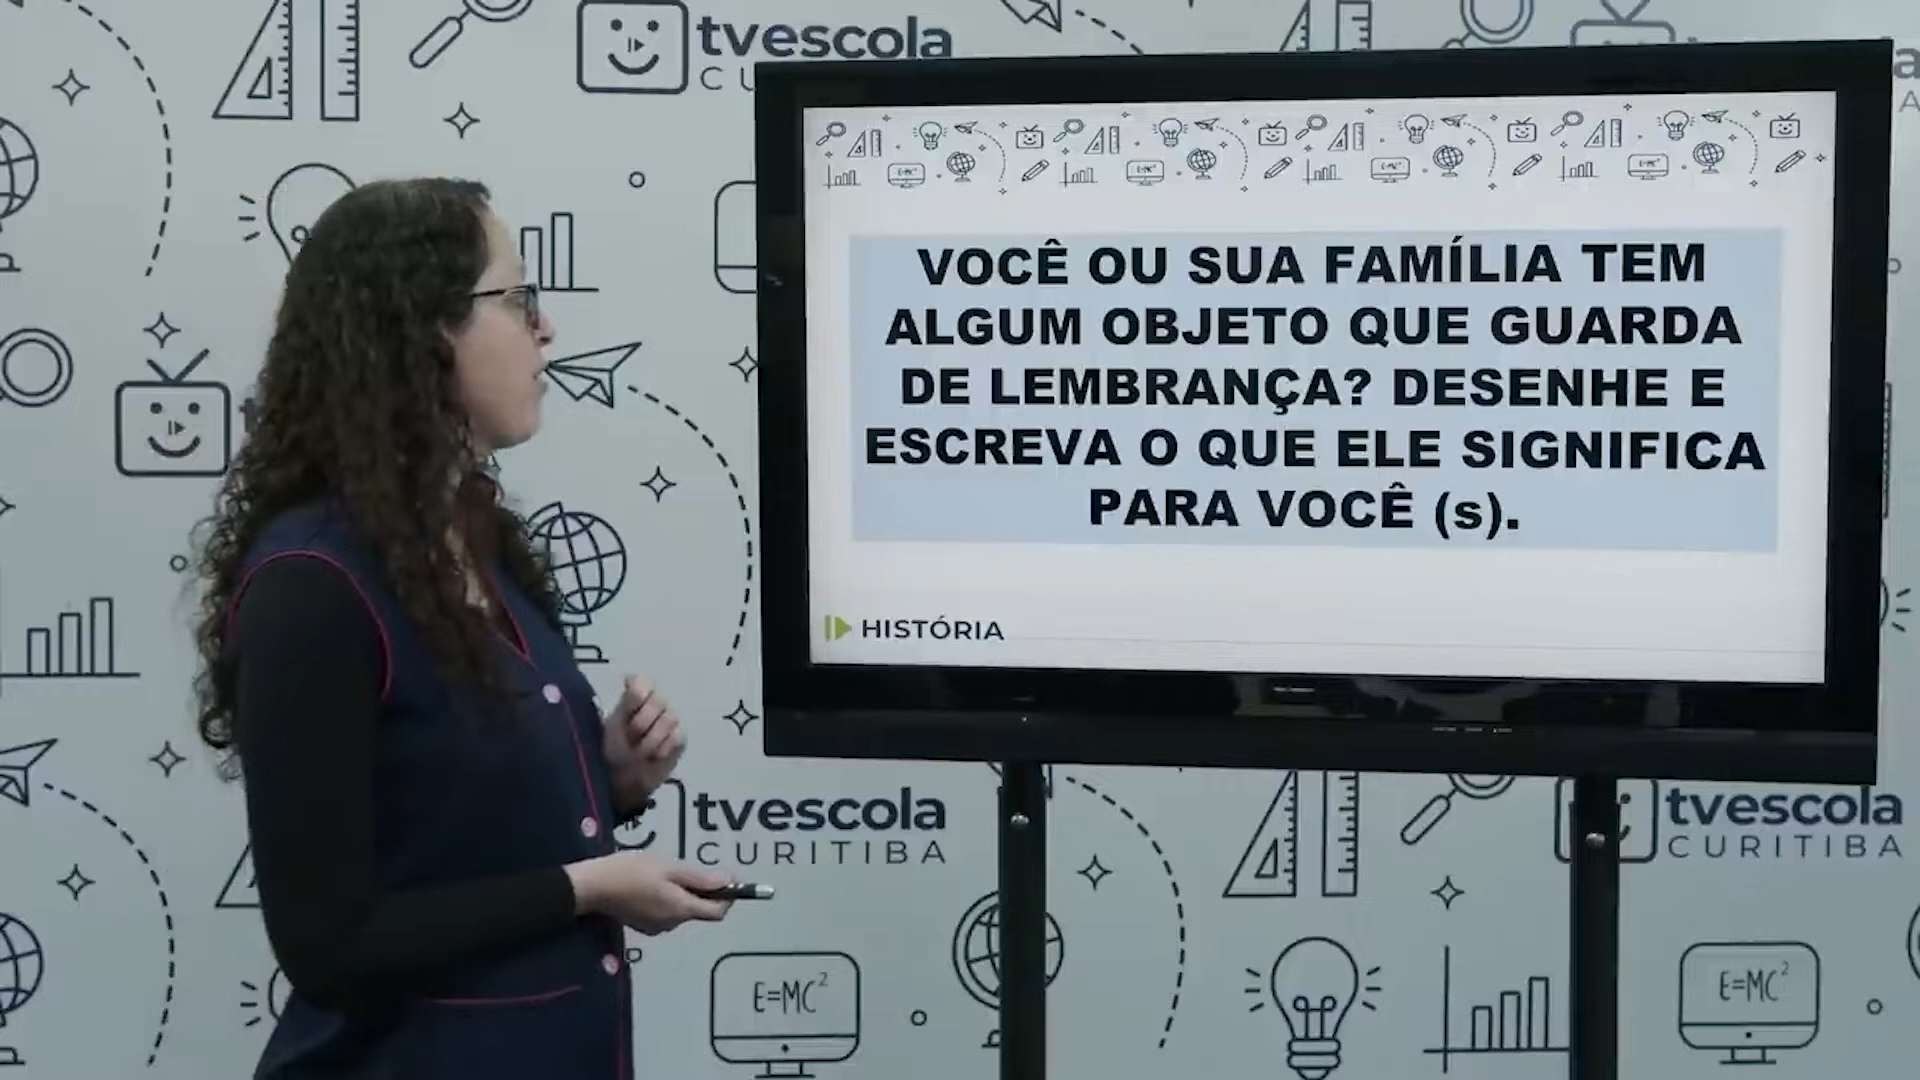 tvescola
VOCÊ OU SUA FAMÍLIA TEM
ALGUM OBJETO QUE GUARDA
DE LEMBRANÇA? DESENHE E
ESCREVA O QUE ELE SIGNIFICA
PARA VOCÊ (s).
HISTÓRIA
tvescola
CURITIBA
tvescola
CURITIBA
E=MC²
E=MC²